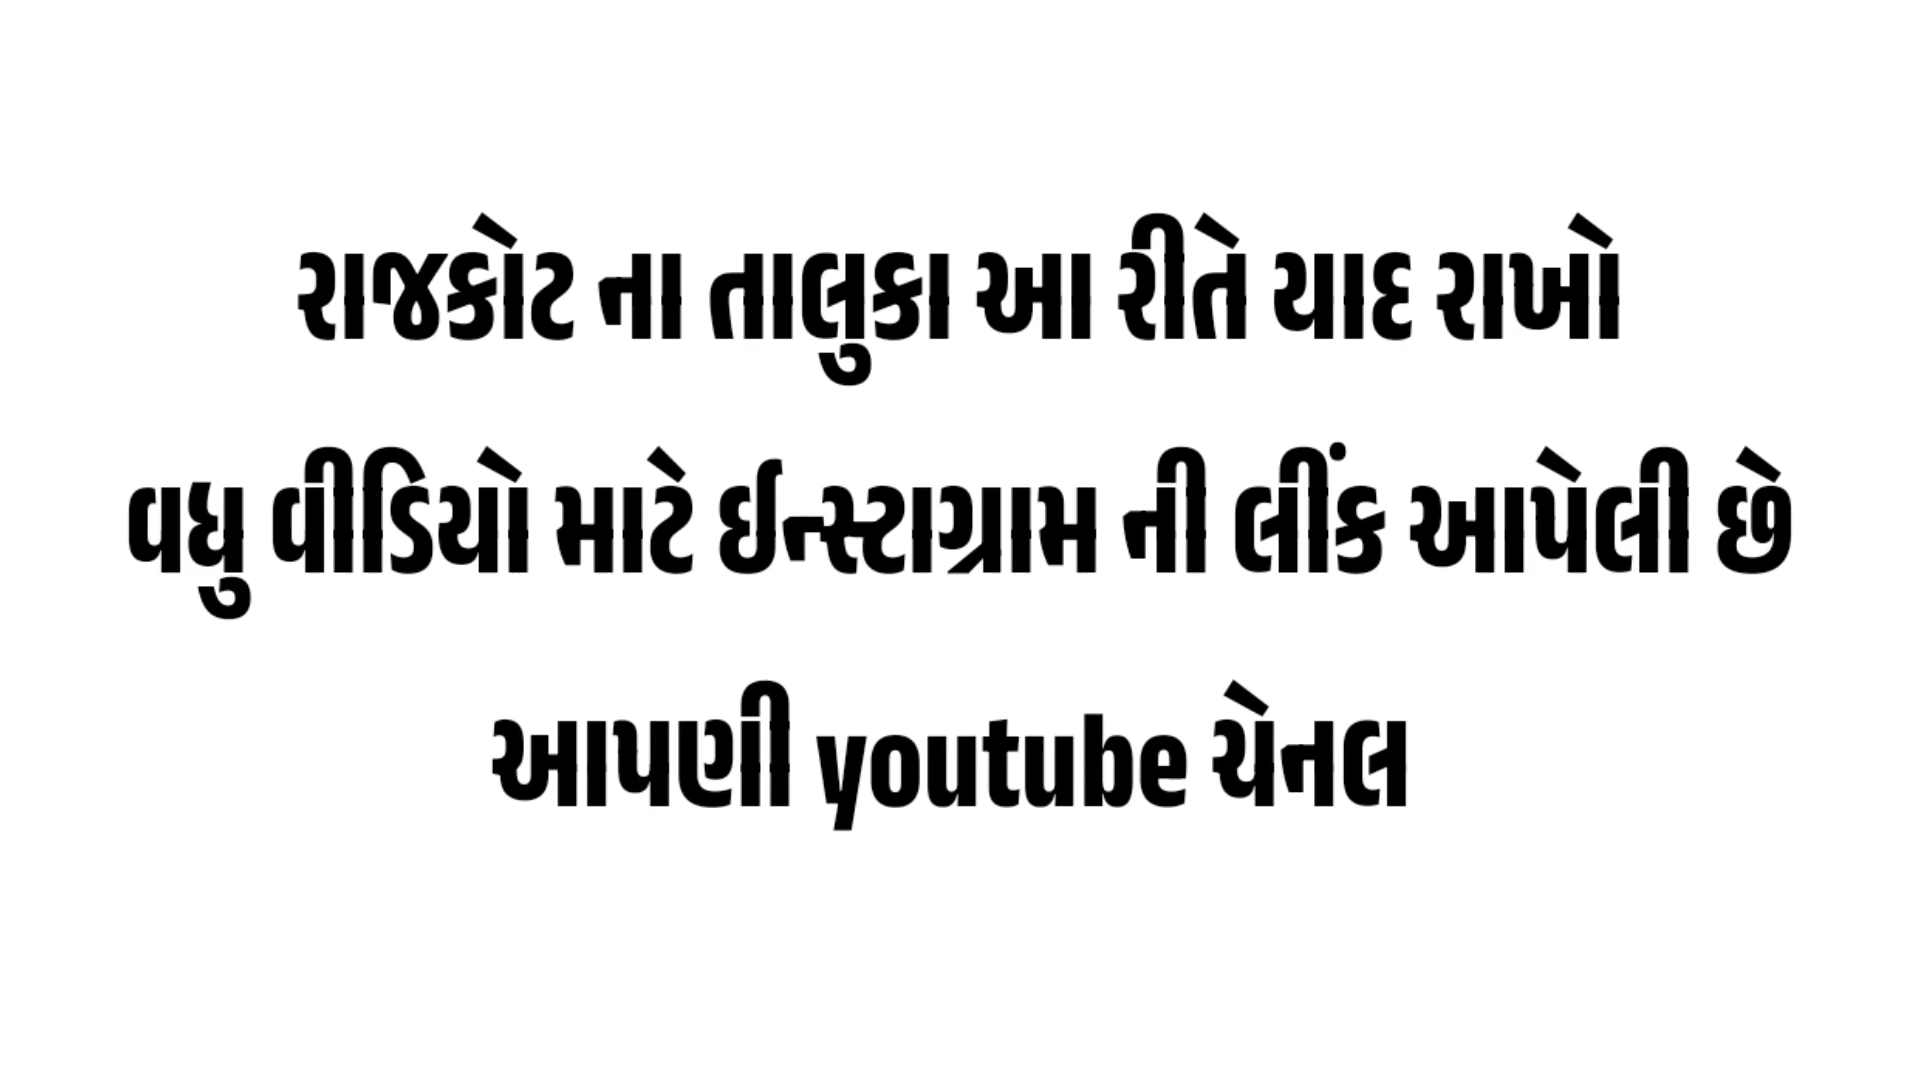 રાજકોટ ના તાલુકા આ રીતે યાદ રાખો
વધુ વીડિયો માટે ઈન્સ્ટાગ્રામ ની લીંક આપેલી છે
આપણી youtube ચેનલ